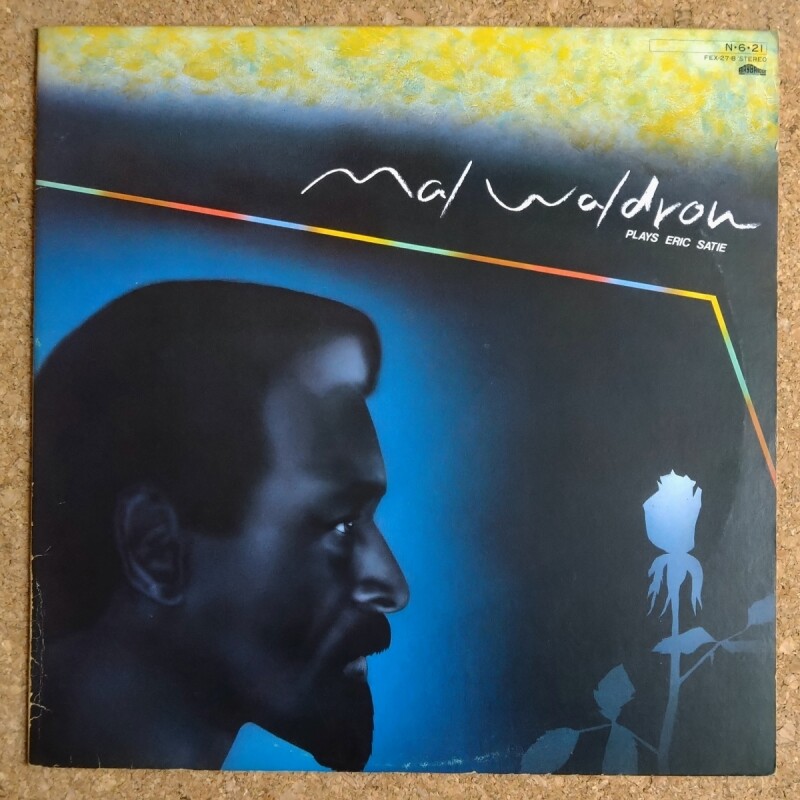 N•6•21
FEX-27-B STEREO
Mal Waldron
PLAYS ERIC SATIE